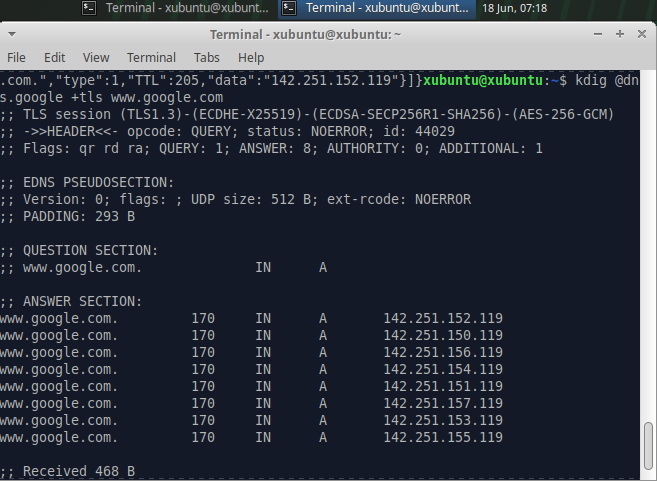 Terminal - xubuntu@xubunt... Terminal - xubuntu@xubunt... 18 Jun, 07:18
Terminal - xubuntu@xubuntu: ~
File Edit View Terminal Tabs Help
.com.","type":1,"TTL":205,"data":"142.251.152.119"}]}xubuntu@xubuntu:~$ kdig @dn
s.google +tls www.google.com
;; TLS session (TLS1.3)-(ECDHE-X25519)-(ECDSA-SECP256R1-SHA256)-(AES-256-GCM)
;; ->>HEADER<<- opcode: QUERY; status: NOERROR; id: 44029
;; Flags: qr rd ra; QUERY: 1; ANSWER: 8; AUTHORITY: 0; ADDITIONAL: 1
;; EDNS PSEUDOSECTION:
;; Version: 0; flags: ; UDP size: 512 B; ext-rcode: NOERROR
;; PADDING: 293 B
;; QUESTION SECTION:
;; www.google.com. IN A
;; ANSWER SECTION:
www.google.com. 170 IN A 142.251.152.119
www.google.com. 170 IN A 142.251.150.119
www.google.com. 170 IN A 142.251.156.119
www.google.com. 170 IN A 142.251.154.119
www.google.com. 170 IN A 142.251.151.119
www.google.com. 170 IN A 142.251.157.119
www.google.com. 170 IN A 142.251.153.119
www.google.com. 170 IN A 142.251.155.119
;; Received 468 B